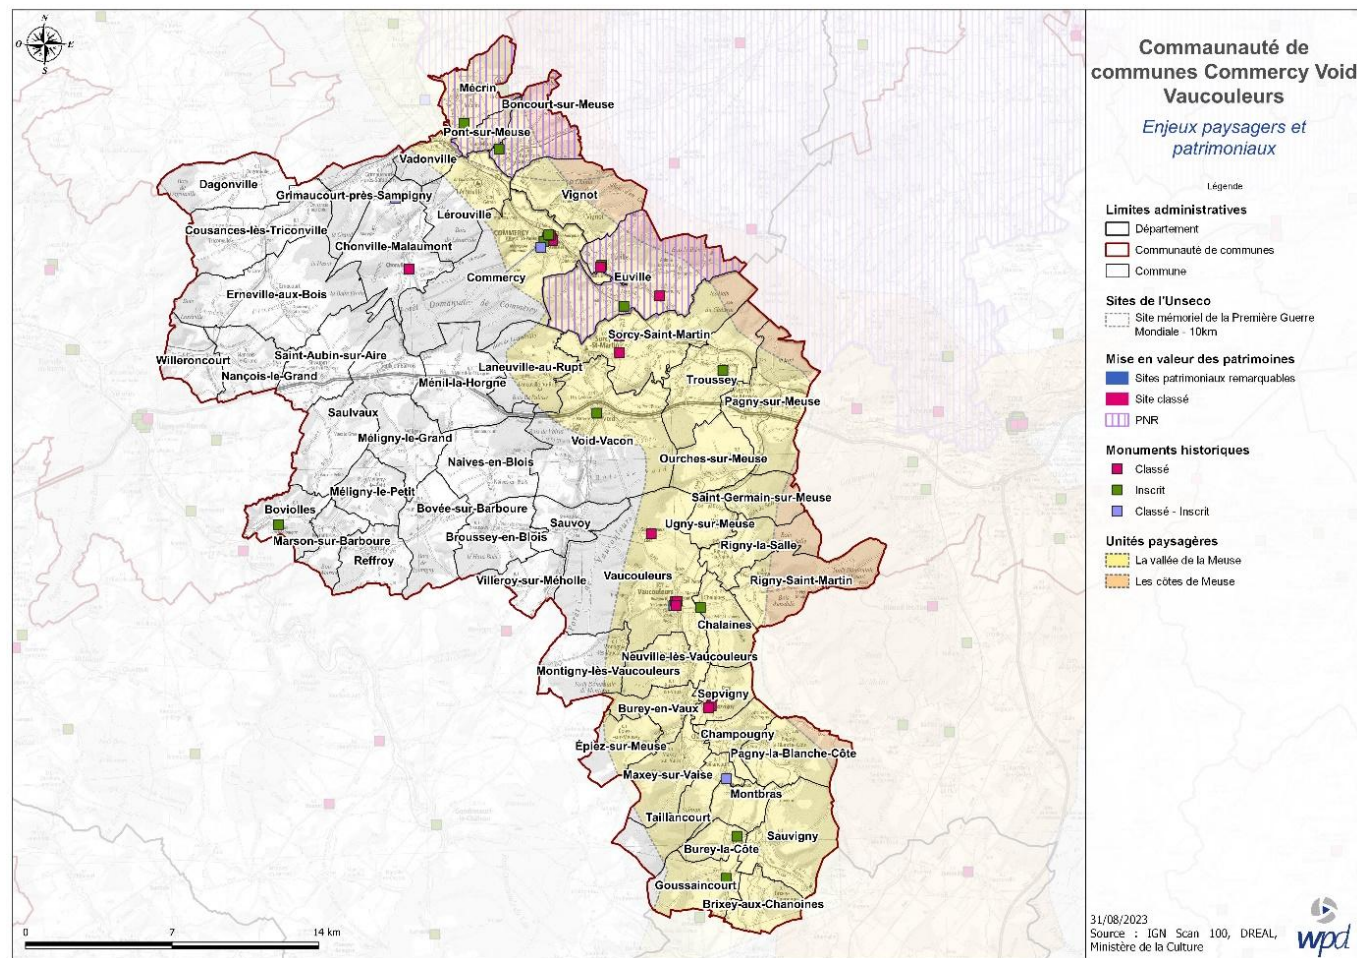 N
O
E
S
Mécrin
Boncourt-sur-Meuse
Pont-sur-Meuse
Vadonville
Dagonville
Grimaucourt-près-Sampigny
Vignot
Lérouville
Cousances-lès-Triconville
COMMERCY
Chonville-Malaumont
Commercy
Euville
Erneville-aux-Bois
Sorcy-Saint-Martin
Willeroncourt
Saint-Aubin-sur-Aire
Nançois-le-Grand
Laneuville-au-Rupt
Ménil-la-Horgne
Troussey
Pagny-sur-Meuse
Saulvaux
Méligny-le-Grand
Void-Vacon
Naives-en-Blois
Ourches-sur-Meuse
Méligny-le-Petit
Saint-Germain-sur-Meuse
Boviolles
Bovée-sur-Barboure
Sauvoy
Ugny-sur-Meuse
Marson-sur-Barboure
Broussey-en-Blois
Rigny-la-Salle
Reffroy
Villeroy-sur-Méholle
Vaucouleurs
Rigny-Saint-Martin
Chalaines
Neuville-lès-Vaucouleurs
Montigny-lès-Vaucouleurs
Sepvigny
Burey-en-Vaux
Champougny
Épiez-sur-Meuse
Pagny-la-Blanche-Côte
Maxey-sur-Vaise
Montbras
Taillancourt
Sauvigny
Burey-la-Côte
Goussaincourt
Brixey-aux-Chanoines
0 7 14 km
Commaunauté de
communes Commercy Void
Vaucouleurs
Enjeux paysagers et
patrimoniaux
Légende
Limites administratives
Département
Communauté de communes
Commune
Sites de l'Unseco
Site mémoriel de la Première Guerre
Mondiale - 10km
Mise en valeur des patrimoines
Sites patrimoniaux remarquables
Site classé
PNR
Monuments historiques
Classé
Inscrit
Classé - Inscrit
Unités paysagères
La vallée de la Meuse
Les côtes de Meuse
31/08/2023
Source : IGN Scan 100, DREAL,
Ministère de la Culture
wpd